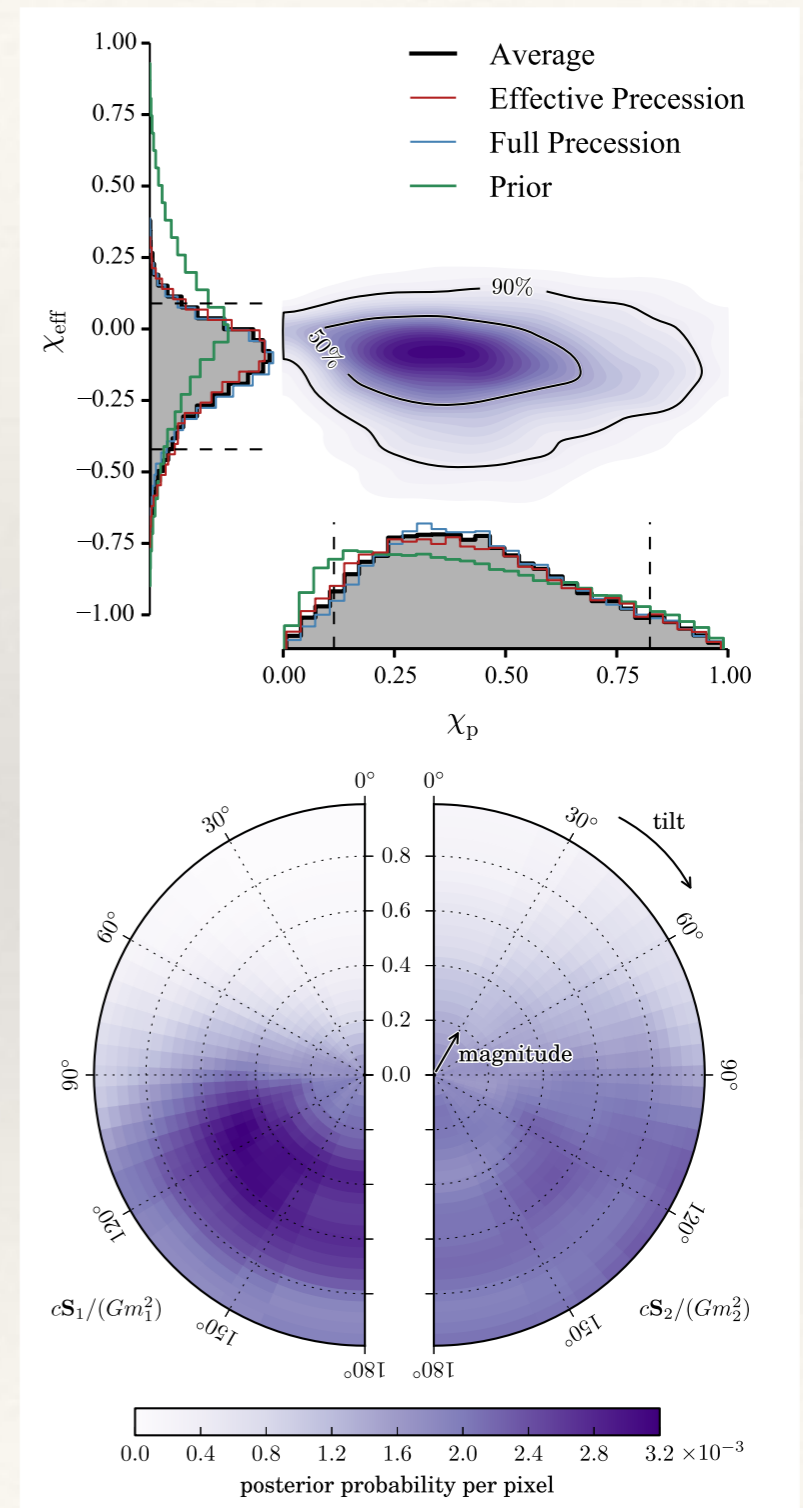 1.00
0.75
0.50
0.25
0.00
−0.25
−0.50
−0.75
−1.00
χeff
Average
Effective Precession
Full Precession
Prior
90%
50%
0.00 0.25 0.50 0.75 1.00
χp
0° 0°
30° 30°
tilt
60° 60°
0.8
0.6
0.4
0.2
0.0
magnitude
90° 90°
120° 120°
cS₁/(Gm₁²) cS₂/(Gm₂²)
150° 150°
180° 180°
0.0 0.4 0.8 1.2 1.6 2.0 2.4 2.8 3.2 ×10⁻³
posterior probability per pixel